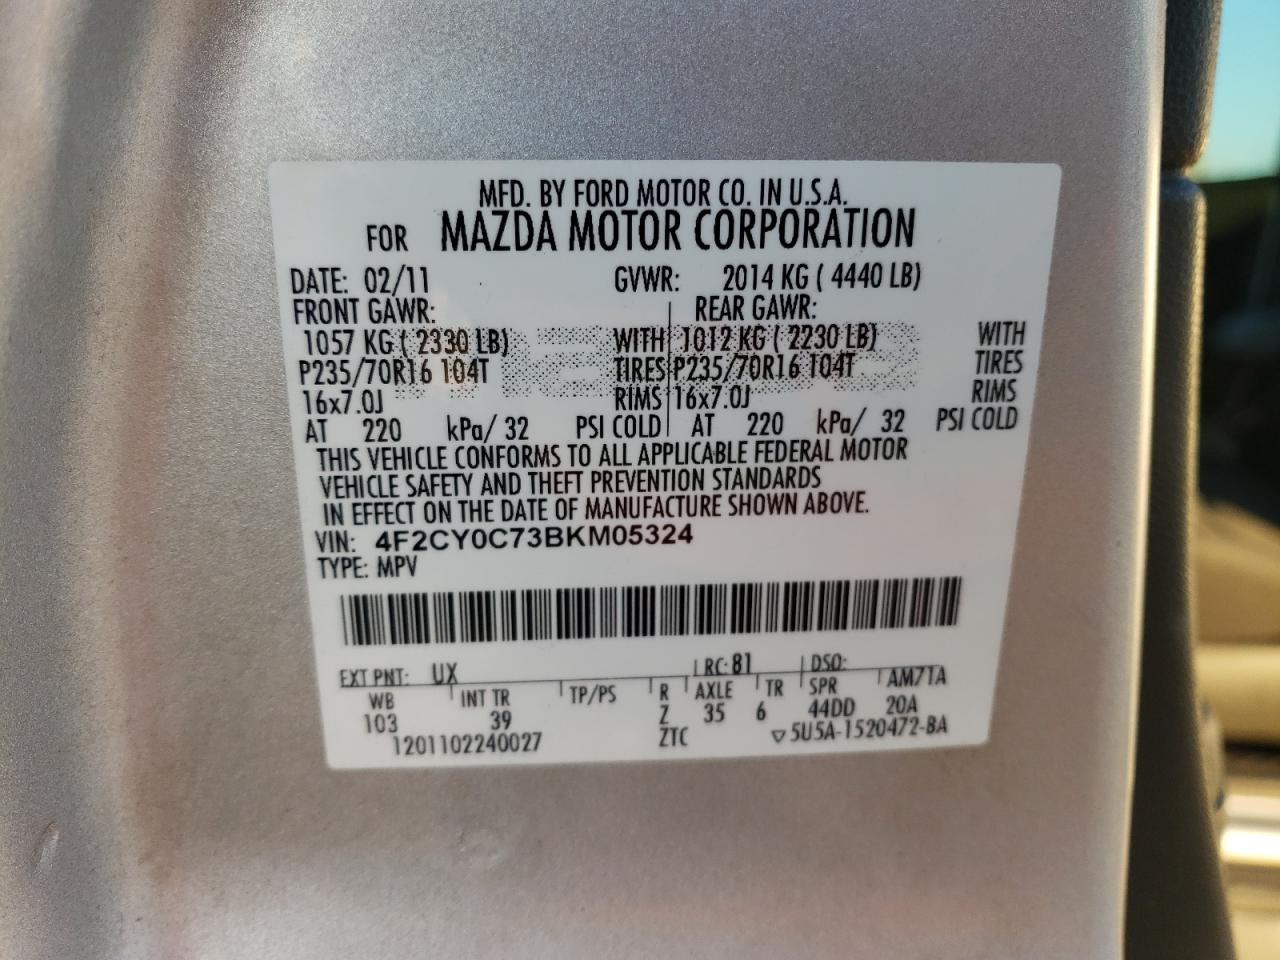 MFD. BY FORD MOTOR CO. IN U.S.A.
FOR MAZDA MOTOR CORPORATION
DATE: 02/11 GVWR: 2014 KG ( 4440 LB)
FRONT GAWR: REAR GAWR:
1057 KG ( 2330 LB) WITH 1012 KG ( 2230 LB) WITH
P235/70R16 104T TIRES P235/70R16 104T TIRES
16x7.0J RIMS 16x7.0J RIMS
AT 220 kPa/ 32 PSI COLD AT 220 kPa/ 32 PSI COLD
THIS VEHICLE CONFORMS TO ALL APPLICABLE FEDERAL MOTOR
VEHICLE SAFETY AND THEFT PREVENTION STANDARDS
IN EFFECT ON THE DATE OF MANUFACTURE SHOWN ABOVE.
VIN: 4F2CY0C73BKM05324
TYPE: MPV
EXT PNT: UX RC: 81 DSO:
WB INT TR TP/PS R AXLE TR SPR AM71A
103 39 Z 35 6 44DD 20A
1201102240027 ZTC ▽5U5A-1520472-BA